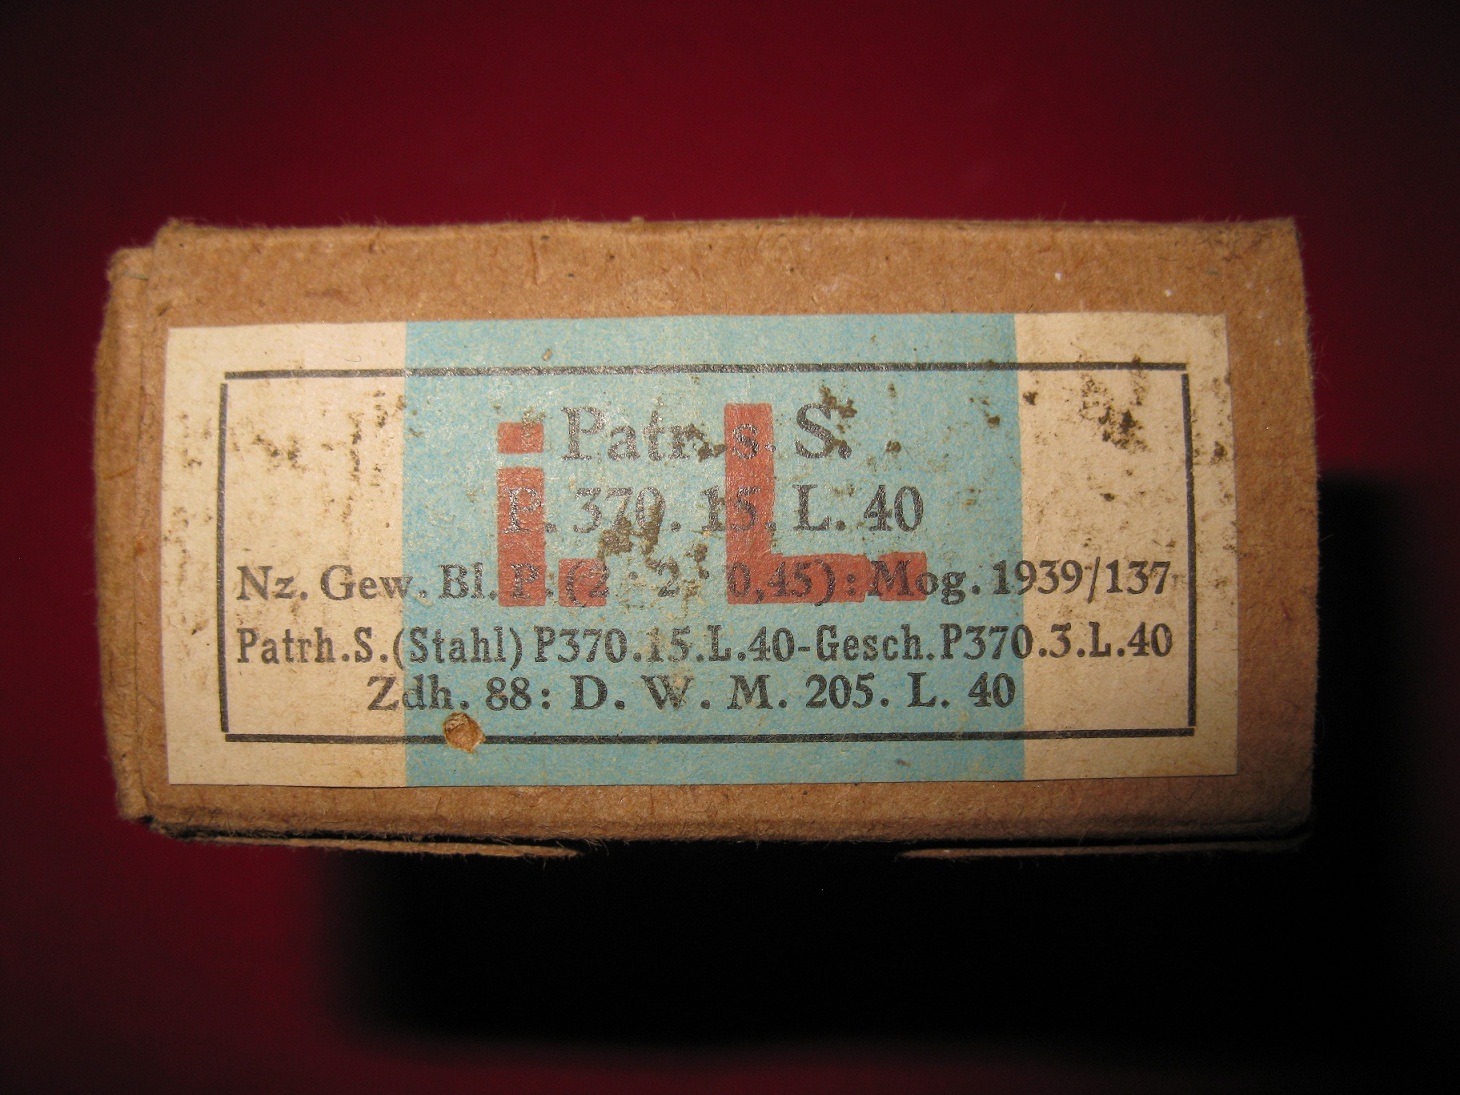 i. L.
Patr. s. S.
P. 370. 15. L. 40
Nz. Gew. Bl. P. (2 · 2 · 0,45): Mog. 1939/137
Patrh.S.(Stahl) P370.15.L.40-Gesch.P370.3.L.40
Zdh. 88: D. W. M. 205. L. 40